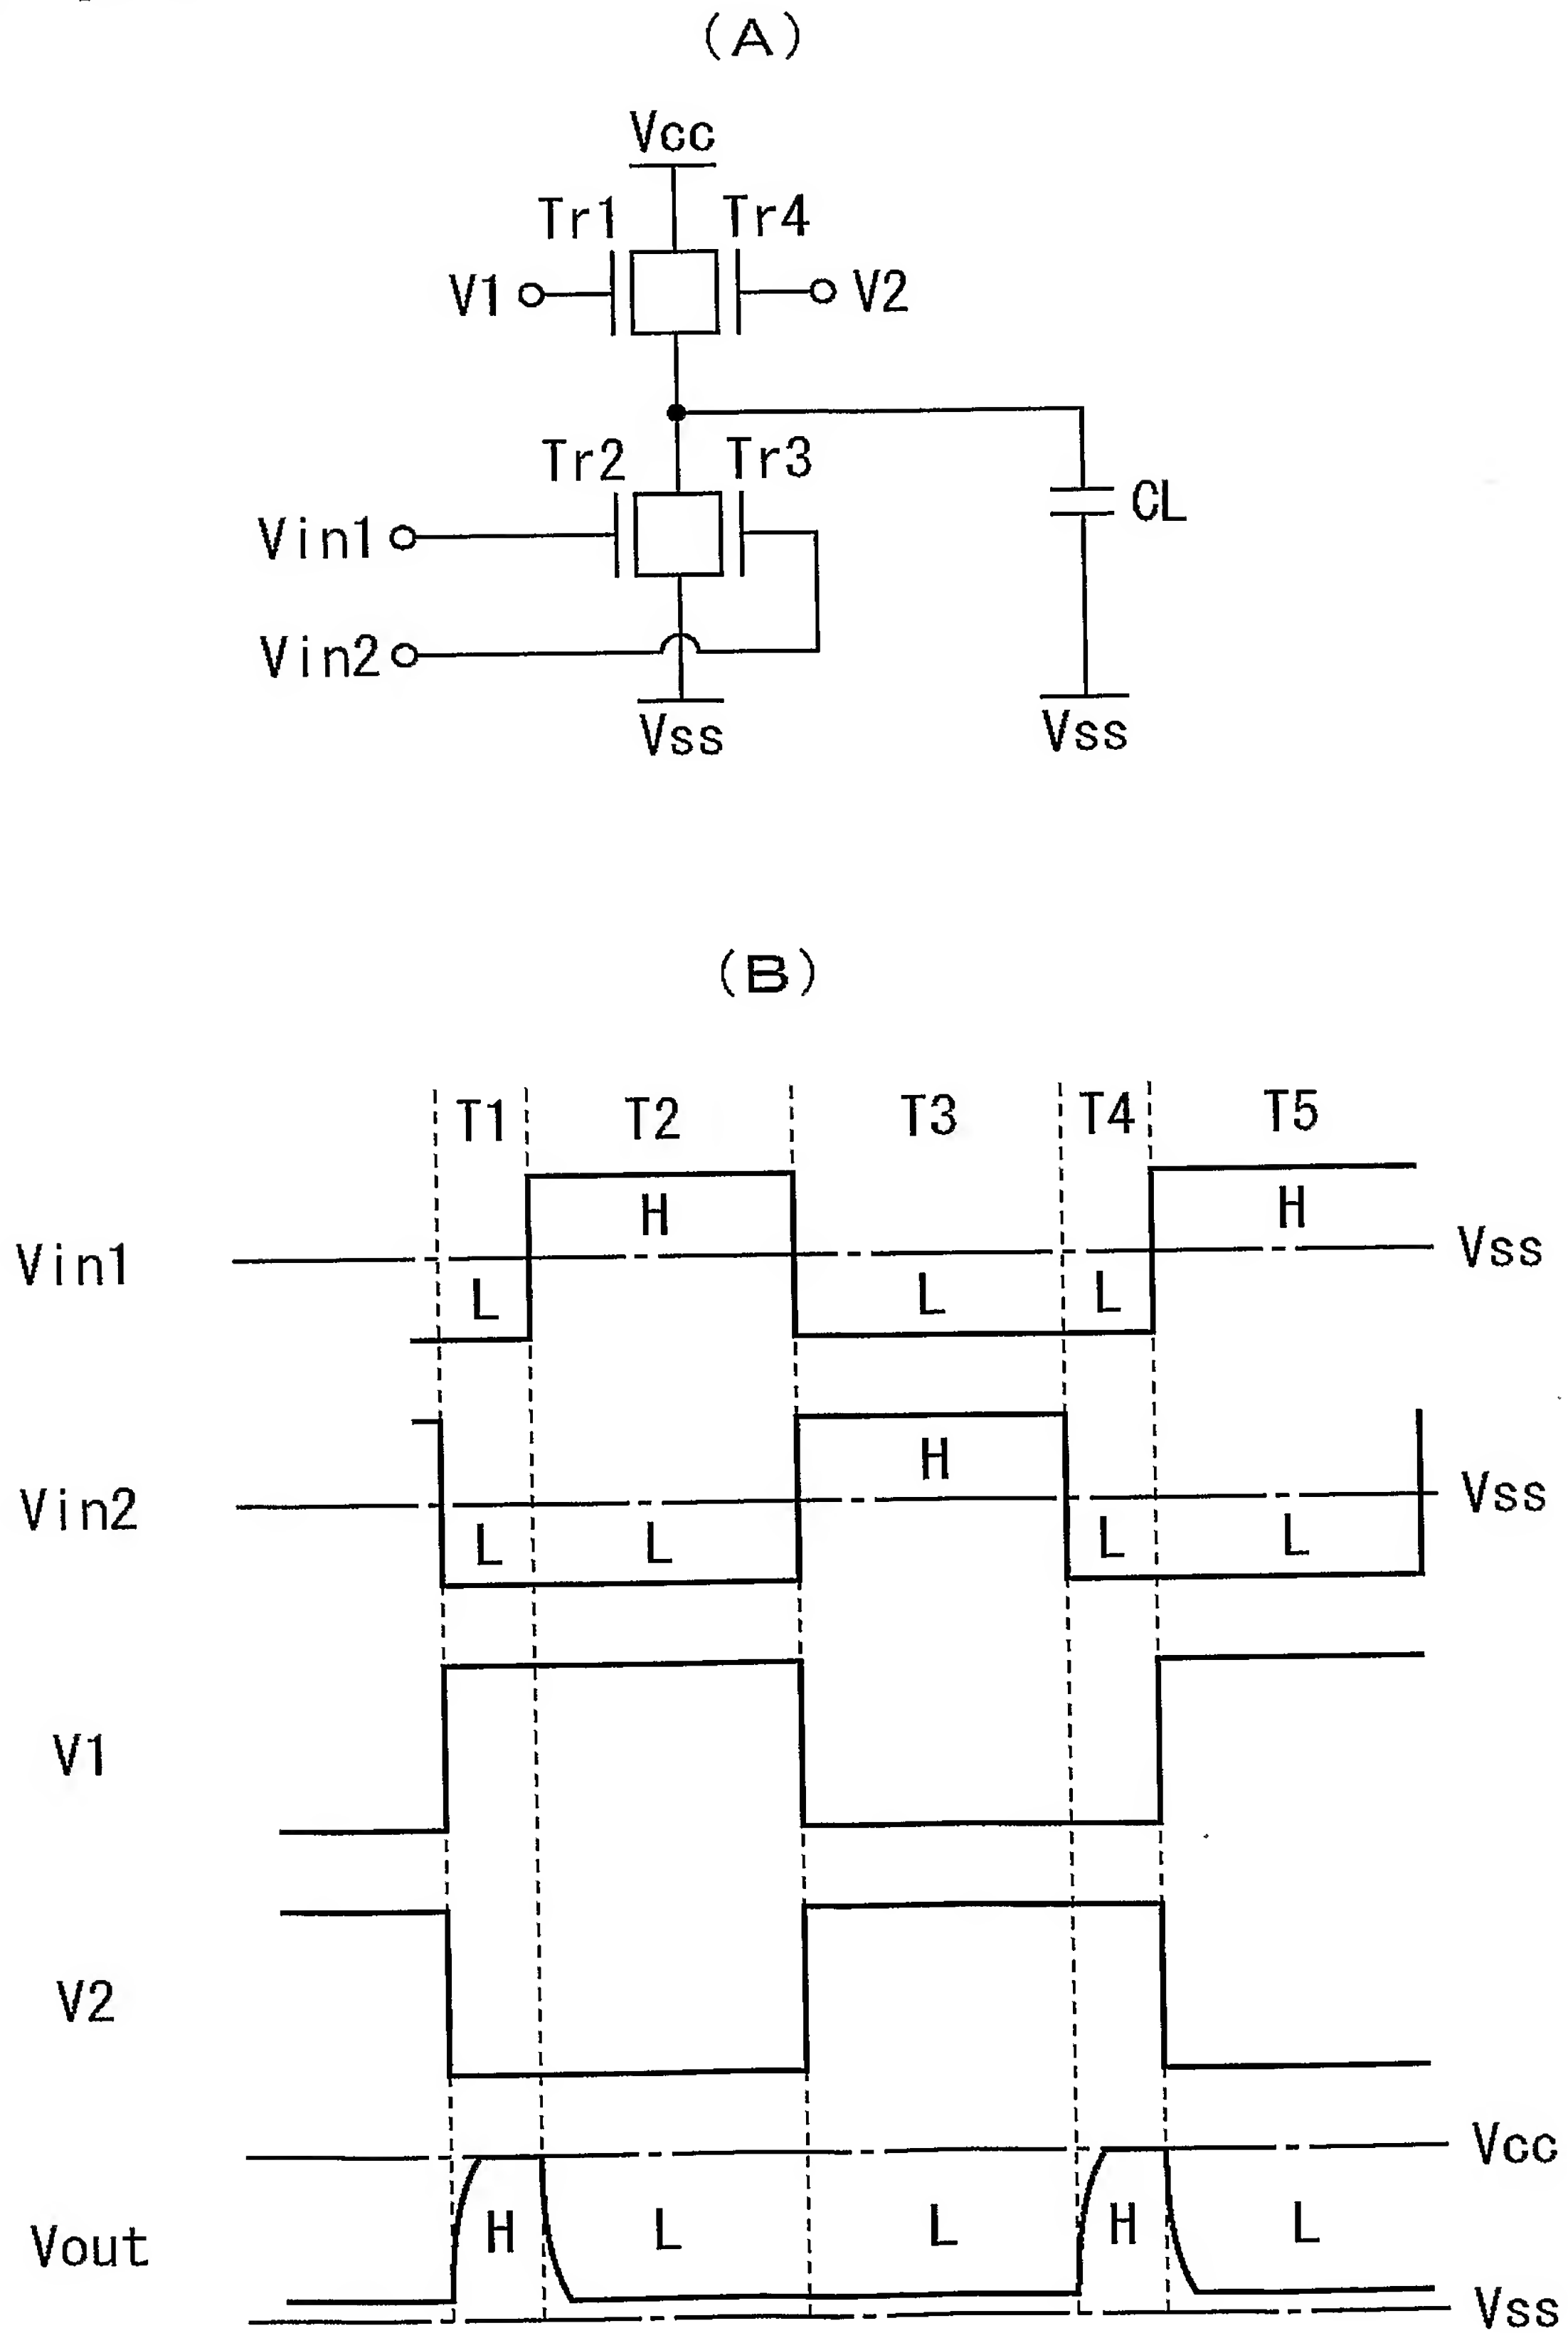 (A)
Vcc
Tr1 Tr4
V1 V2
Tr2 Tr3
CL
Vin1
Vin2
Vss Vss
(B)
T1 T2 T3 T4 T5
H H
Vin1 Vss
L L L
H
Vin2 Vss
L L L L
V1
V2
Vcc
H L L H L
Vout
Vss